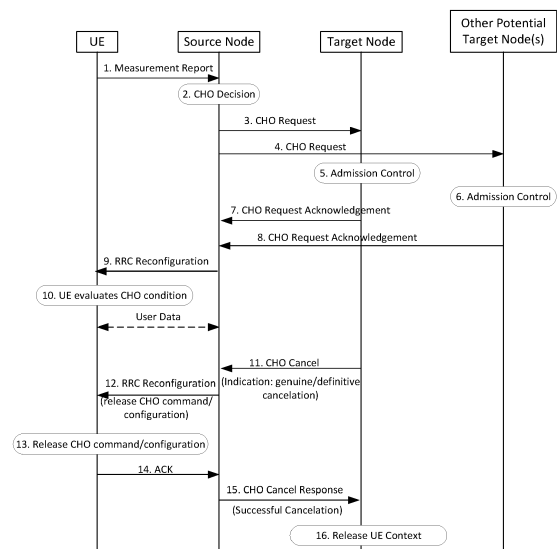 UE
Source Node
Target Node
Other Potential
Target Node(s)
1. Measurement Report
2. CHO Decision
3. CHO Request
4. CHO Request
5. Admission Control
6. Admission Control
7. CHO Request Acknowledgement
8. CHO Request Acknowledgement
9. RRC Reconfiguration
10. UE evaluates CHO condition
User Data
11. CHO Cancel
(Indication: genuine/definitive
cancelation)
12. RRC Reconfiguration
(release CHO command/
configuration)
13. Release CHO command/configuration
14. ACK
15. CHO Cancel Response
(Successful Cancelation)
16. Release UE Context